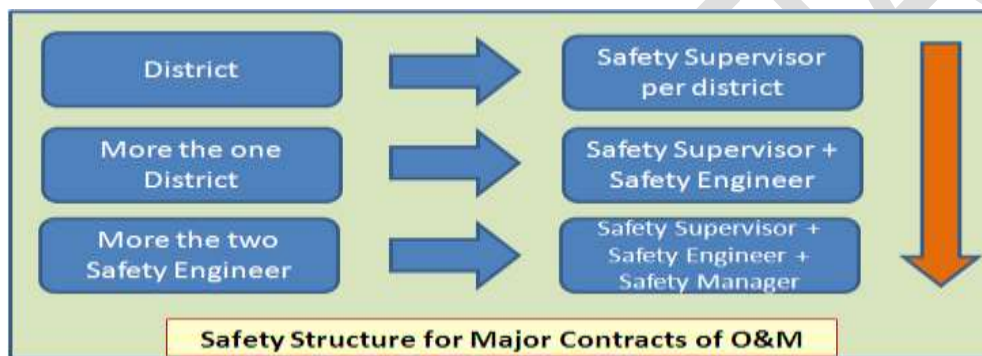 District
Safety Supervisor
per district
More the one
District
Safety Supervisor +
Safety Engineer
More the two
Safety Engineer
Safety Supervisor +
Safety Engineer +
Safety Manager
Safety Structure for Major Contracts of O&M